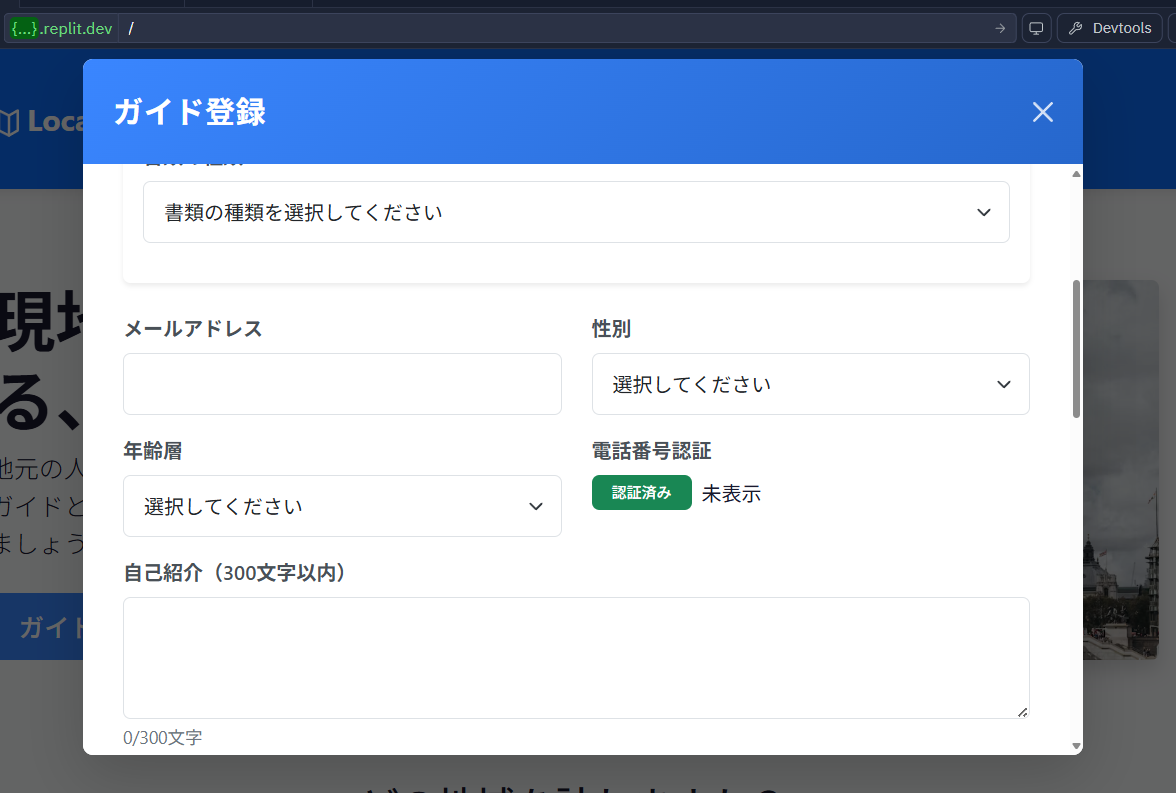 {...}.replit.dev /
Devtools
Loca
ガイド登録
書類の種類を選択してください
メールアドレス
性別
選択してください
年齢層
電話番号認証
選択してください
認証済み 未表示
自己紹介（300文字以内）
0/300文字
現地
る、
地元の人
ガイドと
ましょう
ガイド